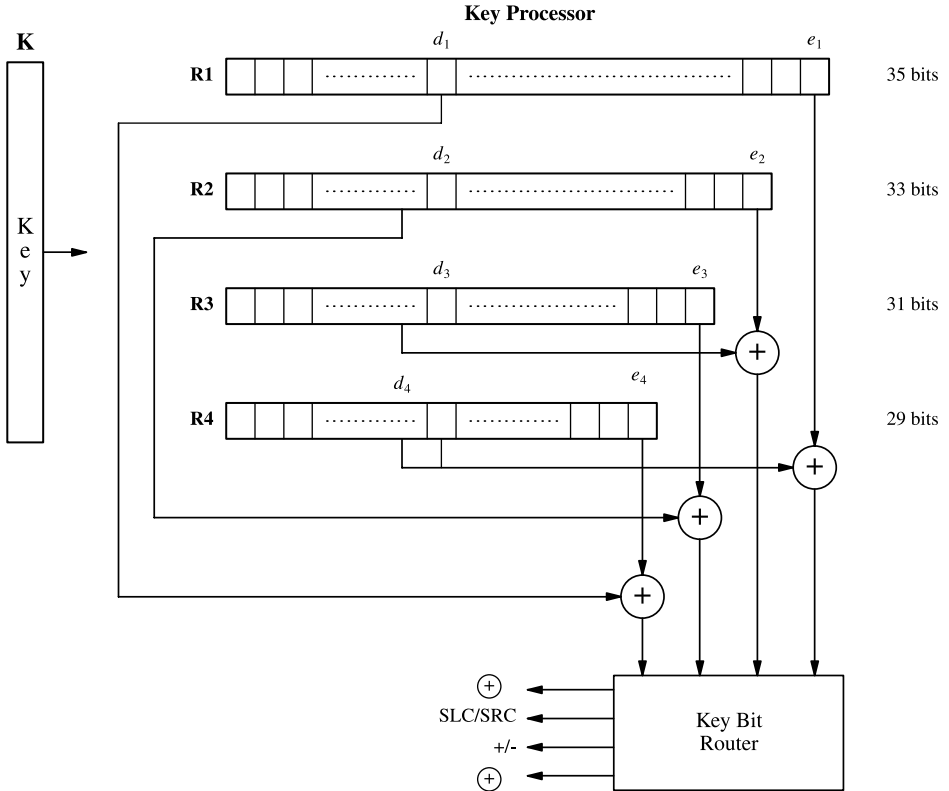 Key Processor
K
d1 e1
R1 35 bits
d2 e2
R2 33 bits
K
e
y
d3 e3
R3 31 bits
+
d4 e4
R4 29 bits
+
+
+
+
SLC/SRC
+/-
+
Key Bit
Router